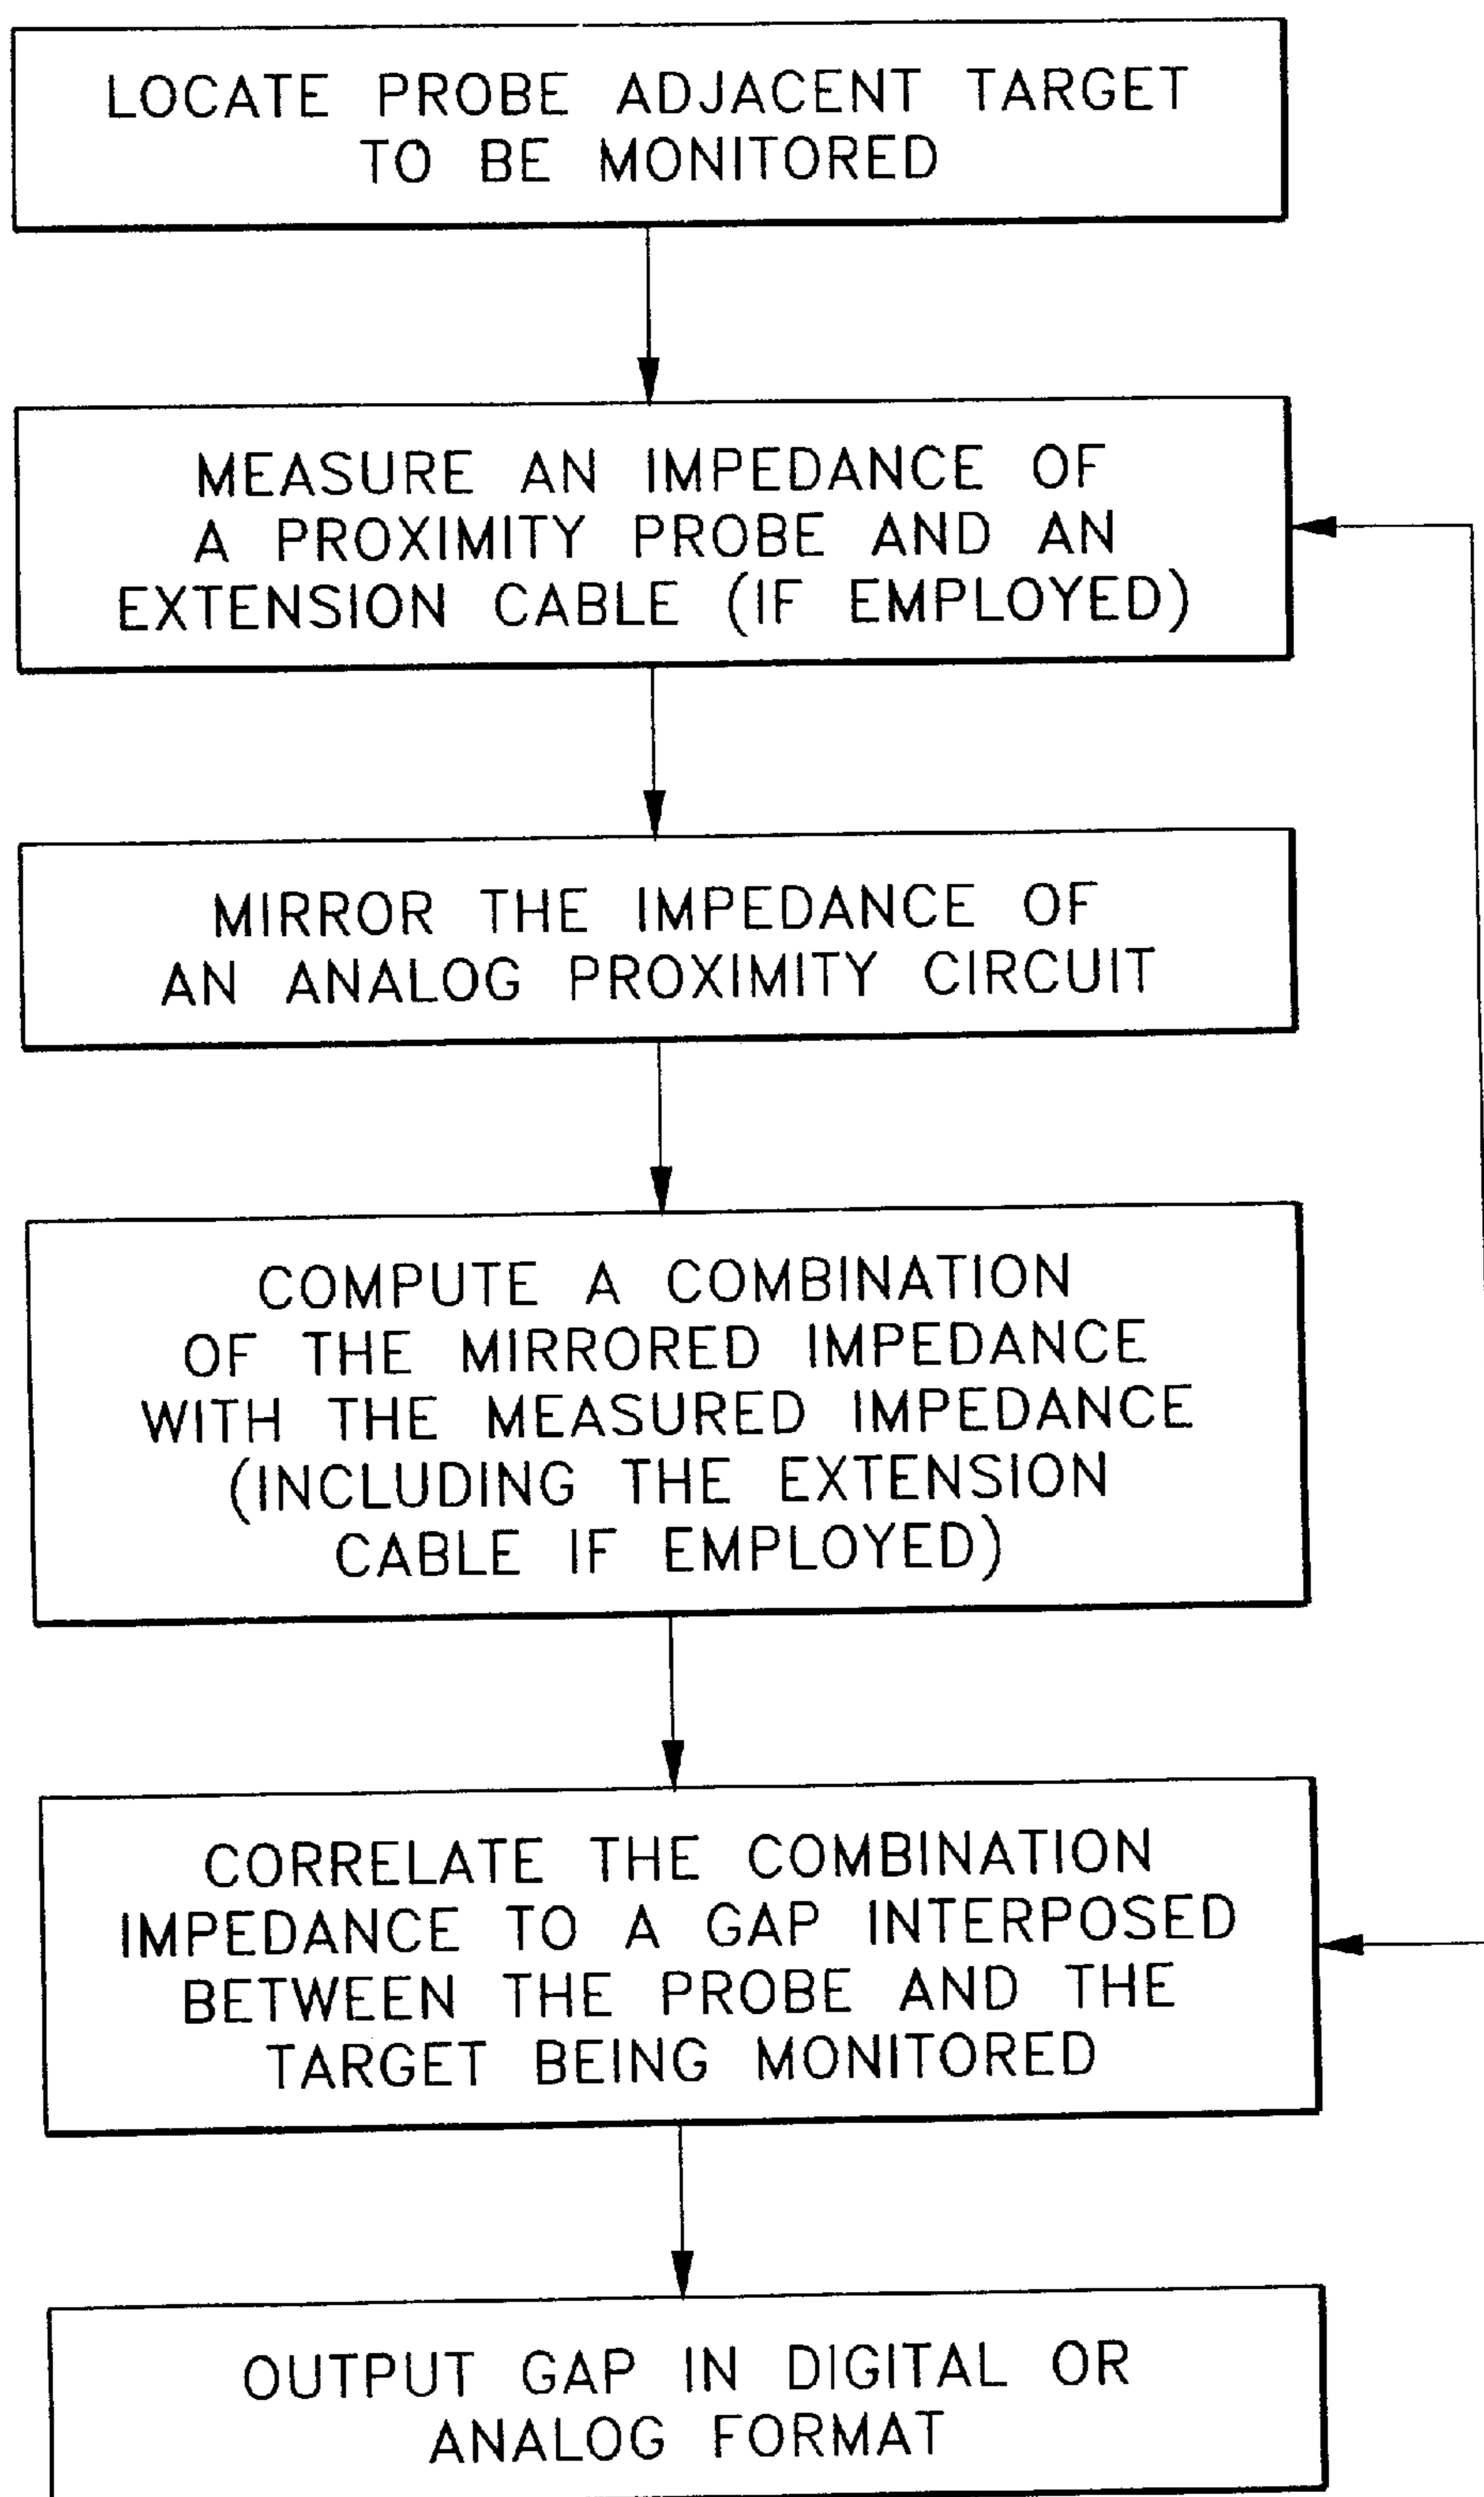 LOCATE PROBE ADJACENT TARGET
TO BE MONITORED
MEASURE AN IMPEDANCE OF
A PROXIMITY PROBE AND AN
EXTENSION CABLE (IF EMPLOYED)
MIRROR THE IMPEDANCE OF
AN ANALOG PROXIMITY CIRCUIT
COMPUTE A COMBINATION
OF THE MIRRORED IMPEDANCE
WITH THE MEASURED IMPEDANCE
(INCLUDING THE EXTENSION
CABLE IF EMPLOYED)
CORRELATE THE COMBINATION
IMPEDANCE TO A GAP INTERPOSED
BETWEEN THE PROBE AND THE
TARGET BEING MONITORED
OUTPUT GAP IN DIGITAL OR
ANALOG FORMAT